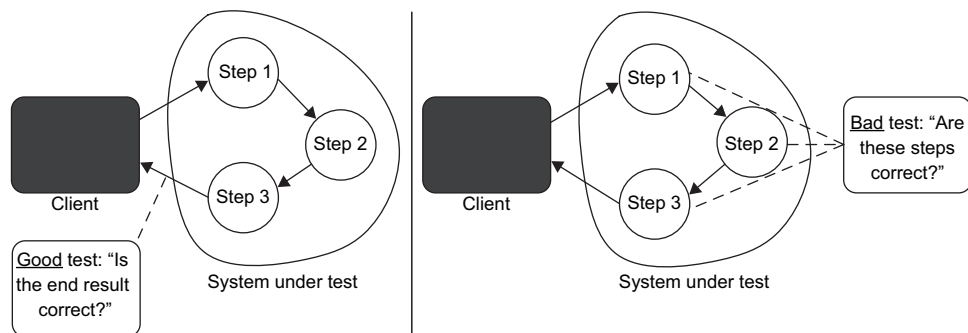 Step 1
Step 2
Step 3
Client
Good test: “Is
the end result
correct?”
System under test
Step 1
Step 2
Step 3
Client
Bad test: “Are
these steps
correct?”
System under test